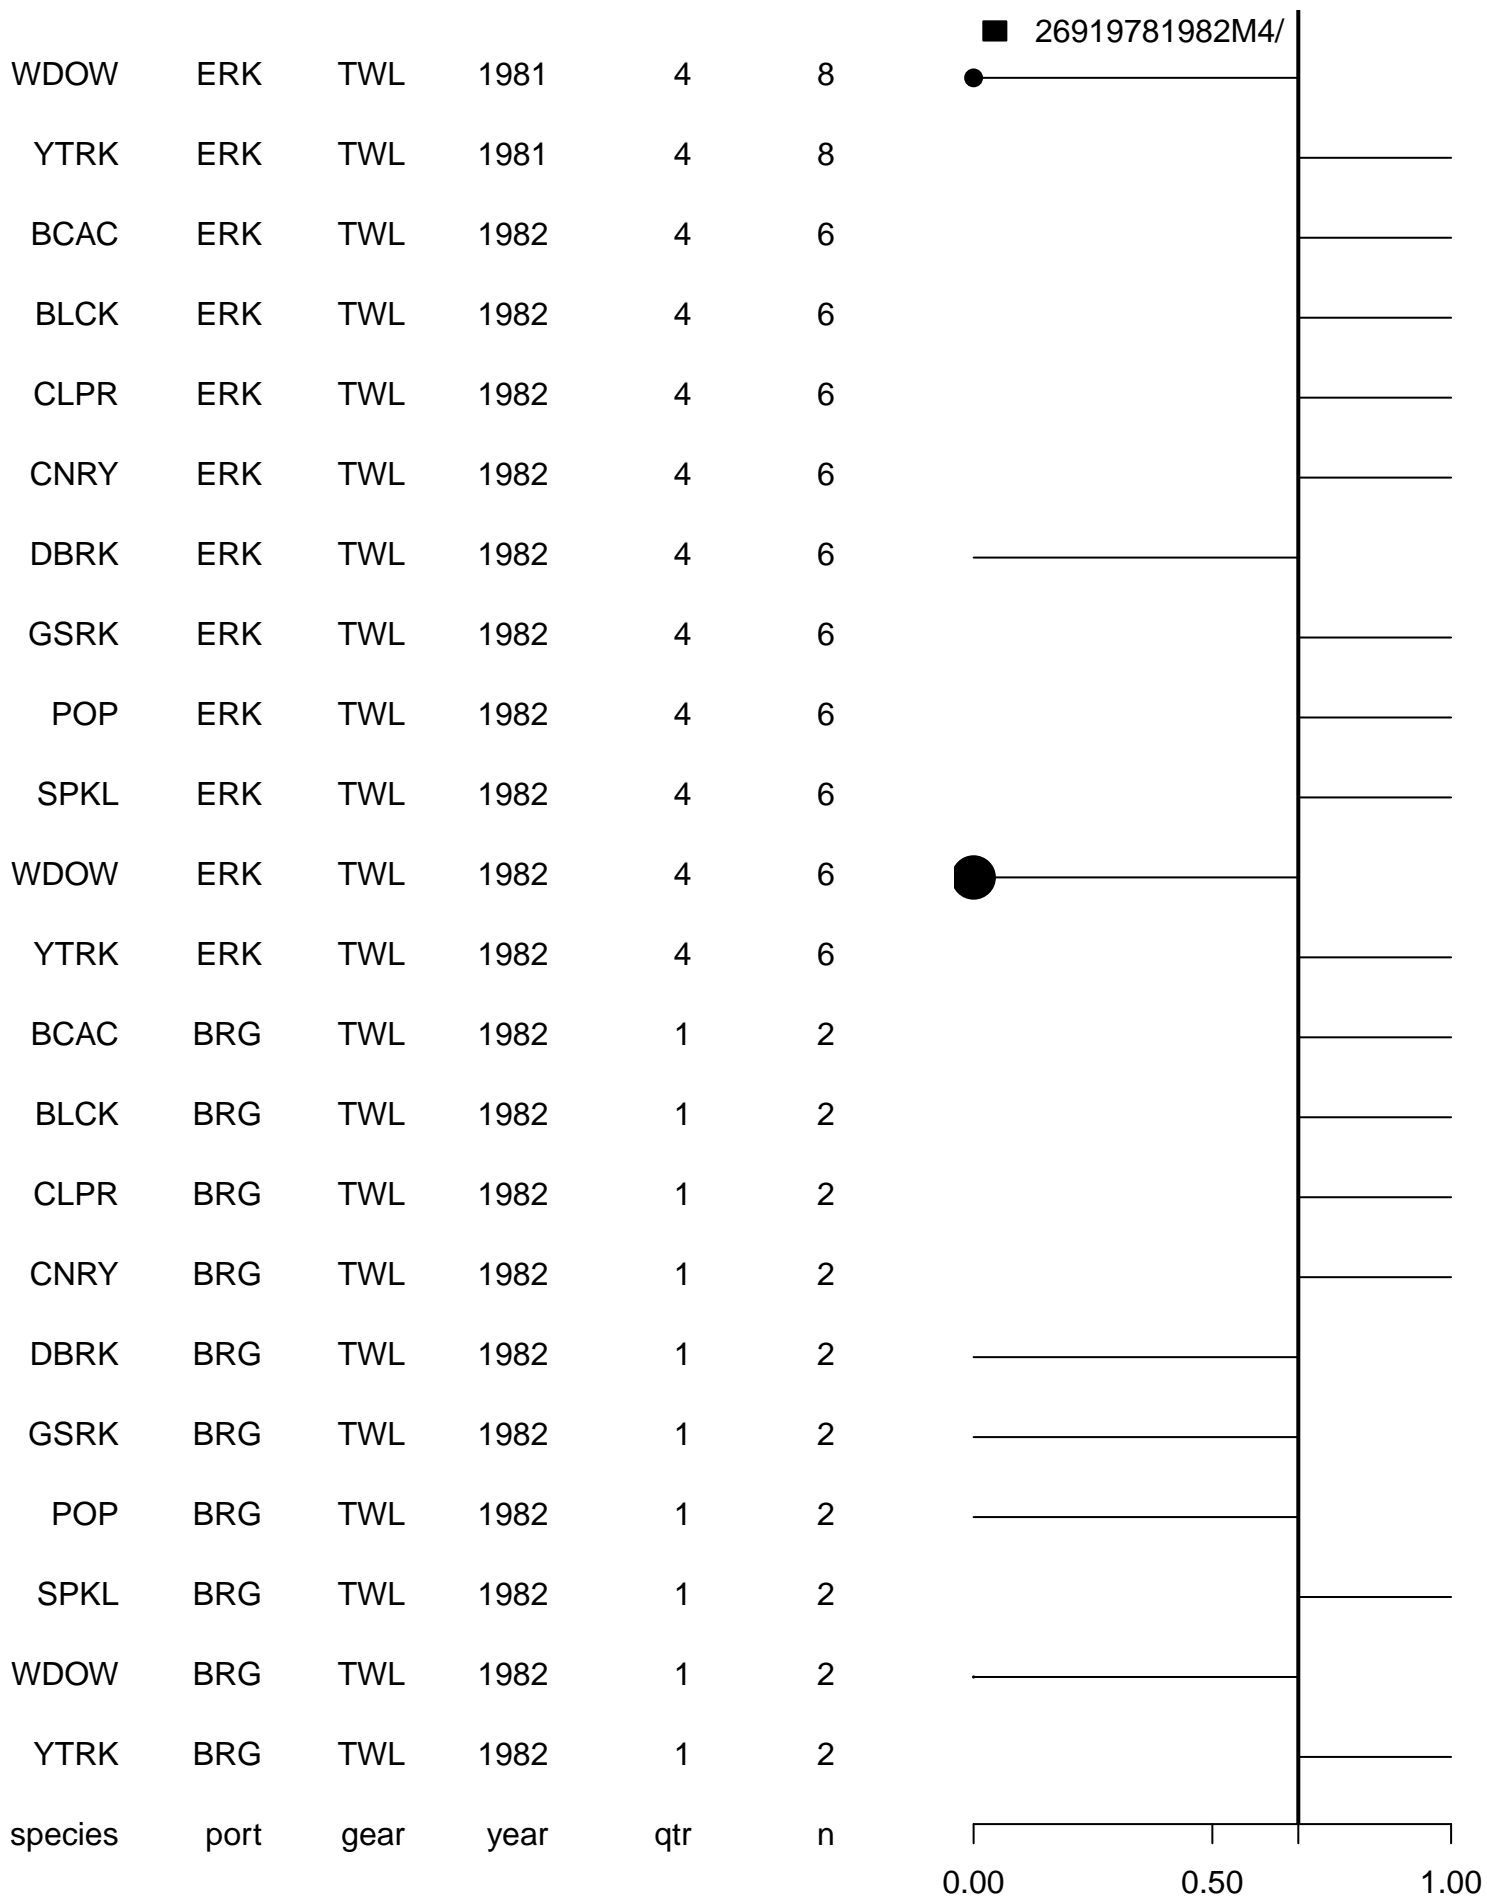 26919781982M4/
WDOW ERK TWL 1981 4 8
YTRK ERK TWL 1981 4 8
BCAC ERK TWL 1982 4 6
BLCK ERK TWL 1982 4 6
CLPR ERK TWL 1982 4 6
CNRY ERK TWL 1982 4 6
DBRK ERK TWL 1982 4 6
GSRK ERK TWL 1982 4 6
POP ERK TWL 1982 4 6
SPKL ERK TWL 1982 4 6
WDOW ERK TWL 1982 4 6
YTRK ERK TWL 1982 4 6
BCAC BRG TWL 1982 1 2
BLCK BRG TWL 1982 1 2
CLPR BRG TWL 1982 1 2
CNRY BRG TWL 1982 1 2
DBRK BRG TWL 1982 1 2
GSRK BRG TWL 1982 1 2
POP BRG TWL 1982 1 2
SPKL BRG TWL 1982 1 2
WDOW BRG TWL 1982 1 2
YTRK BRG TWL 1982 1 2
species port gear year qtr n
0.00 0.50 1.00